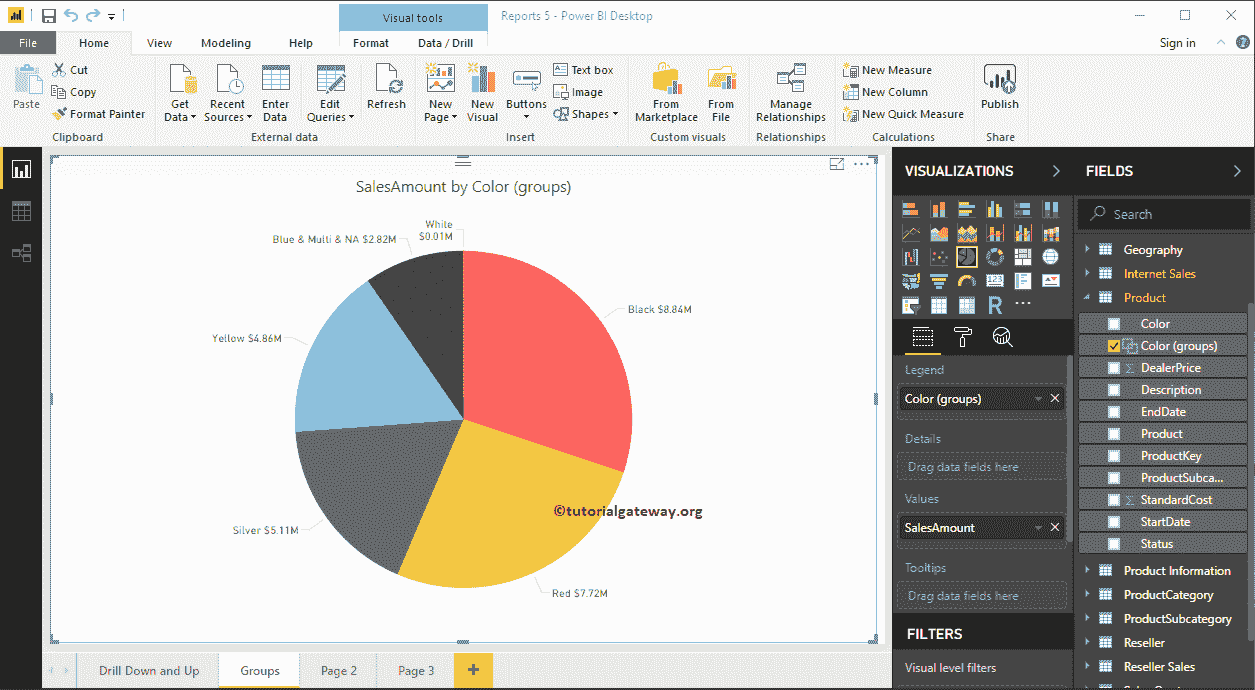 Visual tools
Reports 5 - Power BI Desktop
File
Home
View
Modeling
Help
Format
Data / Drill
Sign in
Paste
Cut
Copy
Format Painter
Clipboard
Get Data
Recent Sources
Enter Data
Edit Queries
Refresh
External data
New Page
New Visual
Buttons
Text box
Image
Shapes
Insert
From Marketplace
From File
Custom visuals
Manage Relationships
Relationships
New Measure
New Column
New Quick Measure
Calculations
Publish
Share
SalesAmount by Color (groups)
White
$0.01M
Blue & Multi & NA $2.82M
Black $8.84M
Yellow $4.86M
©tutorialgateway.org
Silver $5.11M
Red $7.72M
Drill Down and Up
Groups
Page 2
Page 3
+
VISUALIZATIONS
123
R
Legend
Color (groups)
Details
Drag data fields here
Values
SalesAmount
Tooltips
Drag data fields here
FILTERS
Visual level filters
FIELDS
Search
Geography
Internet Sales
Product
Color
Color (groups)
Σ DealerPrice
Description
EndDate
Product
ProductKey
ProductSubca...
Σ StandardCost
StartDate
Status
Product Information
ProductCategory
ProductSubcategory
Reseller
Reseller Sales